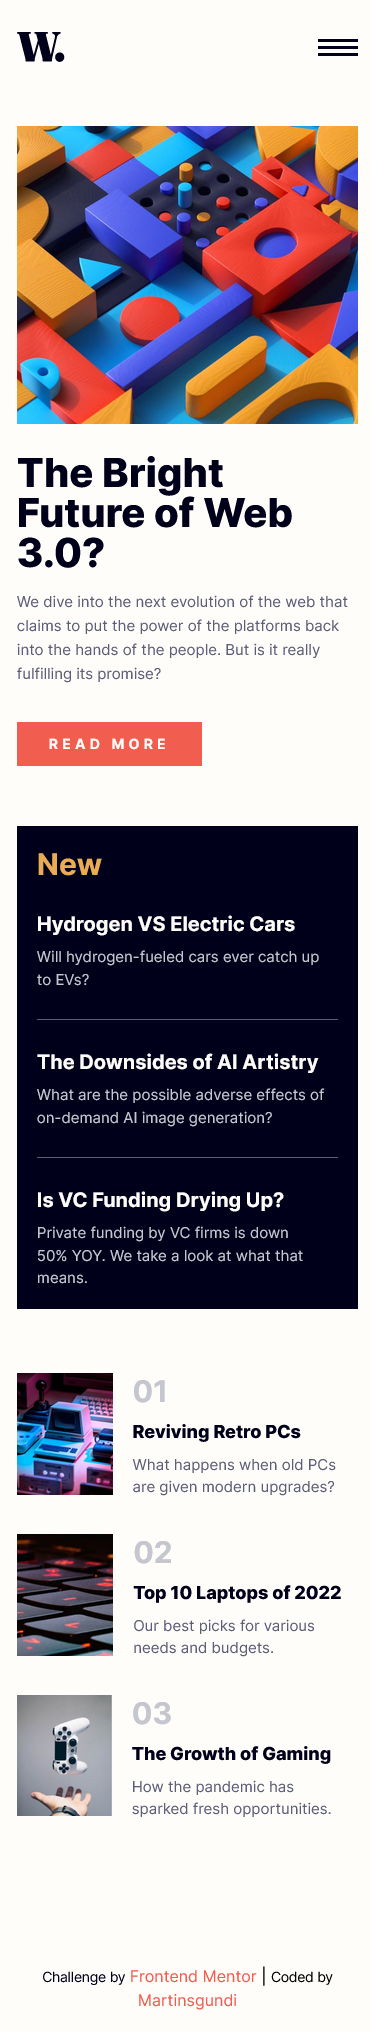 W.
The Bright
Future of Web
3.0?
We dive into the next evolution of the web that
claims to put the power of the platforms back
into the hands of the people. But is it really
fulfilling its promise?
READ MORE
New
Hydrogen VS Electric Cars
Will hydrogen-fueled cars ever catch up
to EVs?
The Downsides of AI Artistry
What are the possible adverse effects of
on-demand AI image generation?
Is VC Funding Drying Up?
Private funding by VC firms is down
50% YOY. We take a look at what that
means.
01
Reviving Retro PCs
What happens when old PCs
are given modern upgrades?
02
Top 10 Laptops of 2022
Our best picks for various
needs and budgets.
03
The Growth of Gaming
How the pandemic has
sparked fresh opportunities.
Challenge by Frontend Mentor | Coded by
Martinsgundi